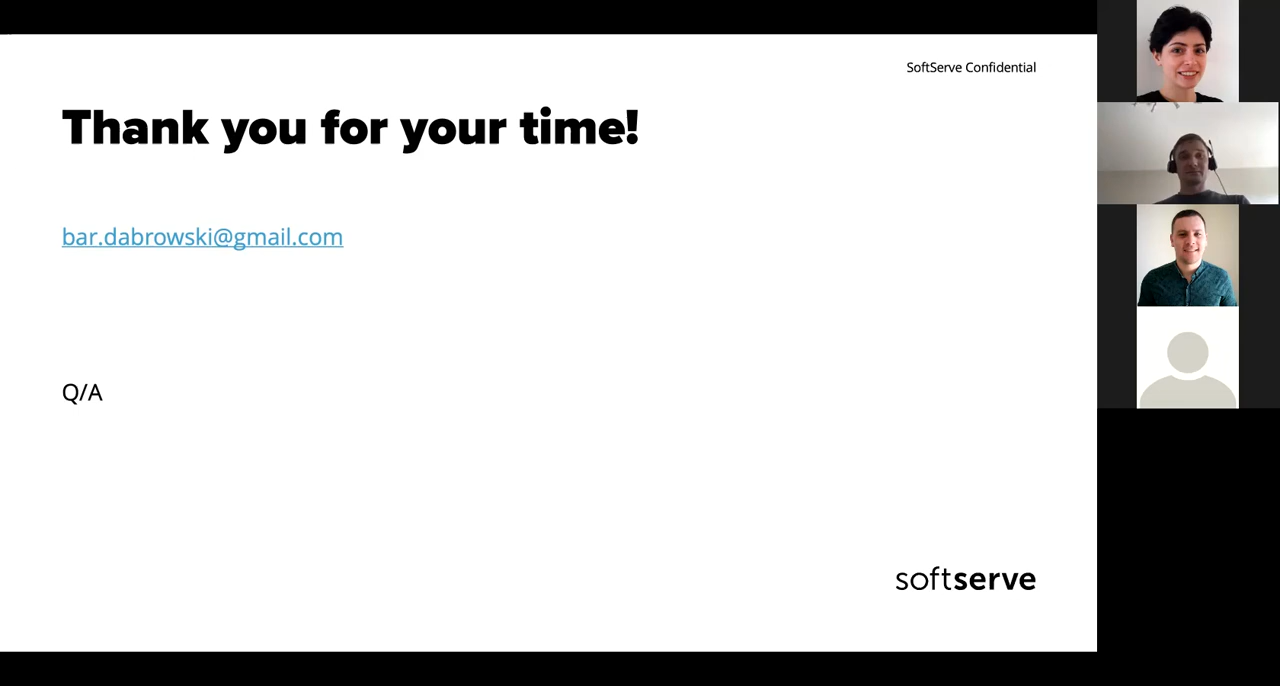 SoftServe Confidential
Thank you for your time!
bar.dabrowski@gmail.com
Q/A
softserve